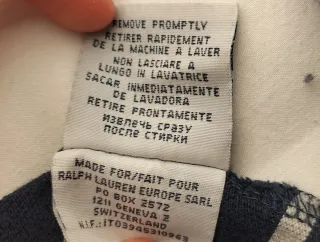 REMOVE PROMPTLY
RETIRER RAPIDEMENT
DE LA MACHINE A LAVER
NON LASCIARE A
LUNGO IN LAVATRICE
SACAR INMEDIATAMENTE
DE LAVADORA
RETIRE PRONTAMENTE
ИЗВЛЕЧЬ СРАЗУ
ПОСЛЕ СТИРКИ
MADE FOR/FAIT POUR
RALPH LAUREN EUROPE SARL
PO BOX 2572
1211 GENEVA 2
SWITZERLAND
N.I.F.: IT03945310963